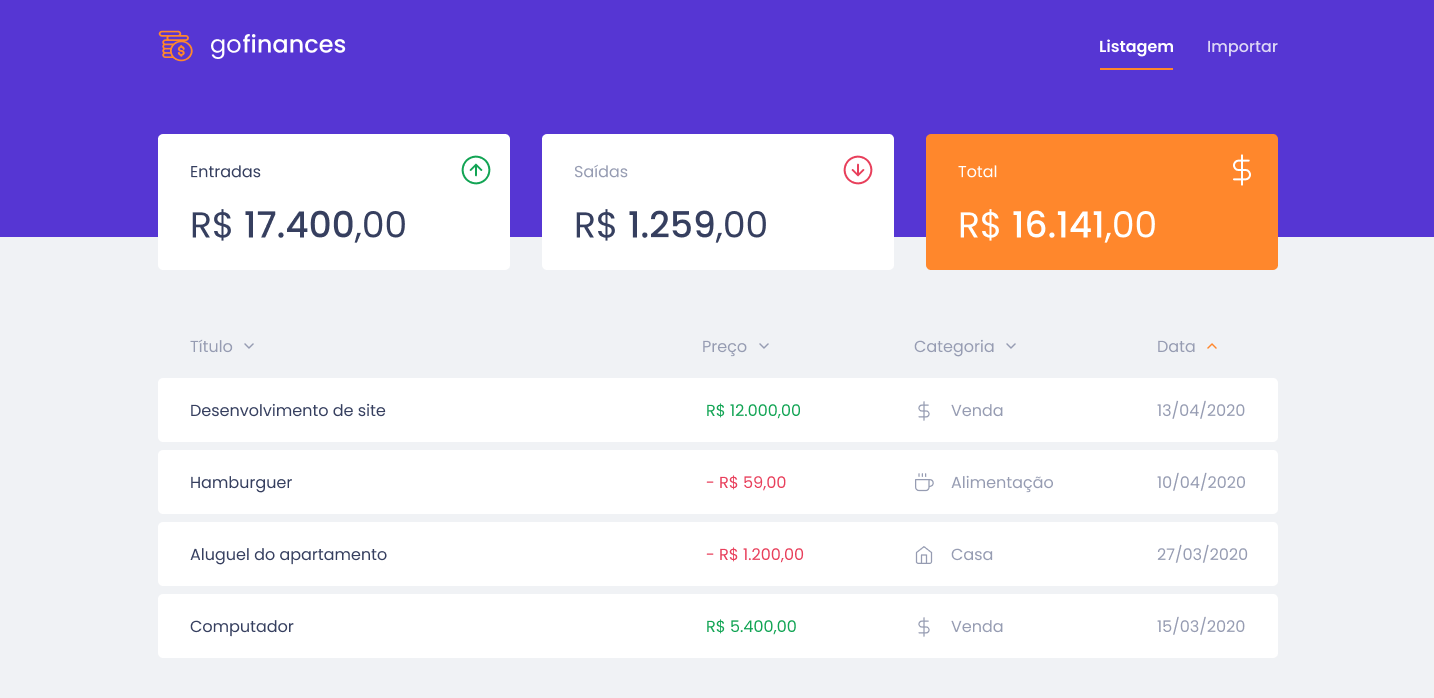 gofinances
Listagem Importar
Entradas
R$ 17.400,00
Saídas
R$ 1.259,00
Total
$
R$ 16.141,00
Título Preço Categoria Data
Desenvolvimento de site R$ 12.000,00 $ Venda 13/04/2020
Hamburguer - R$ 59,00 Alimentação 10/04/2020
Aluguel do apartamento - R$ 1.200,00 Casa 27/03/2020
Computador R$ 5.400,00 $ Venda 15/03/2020